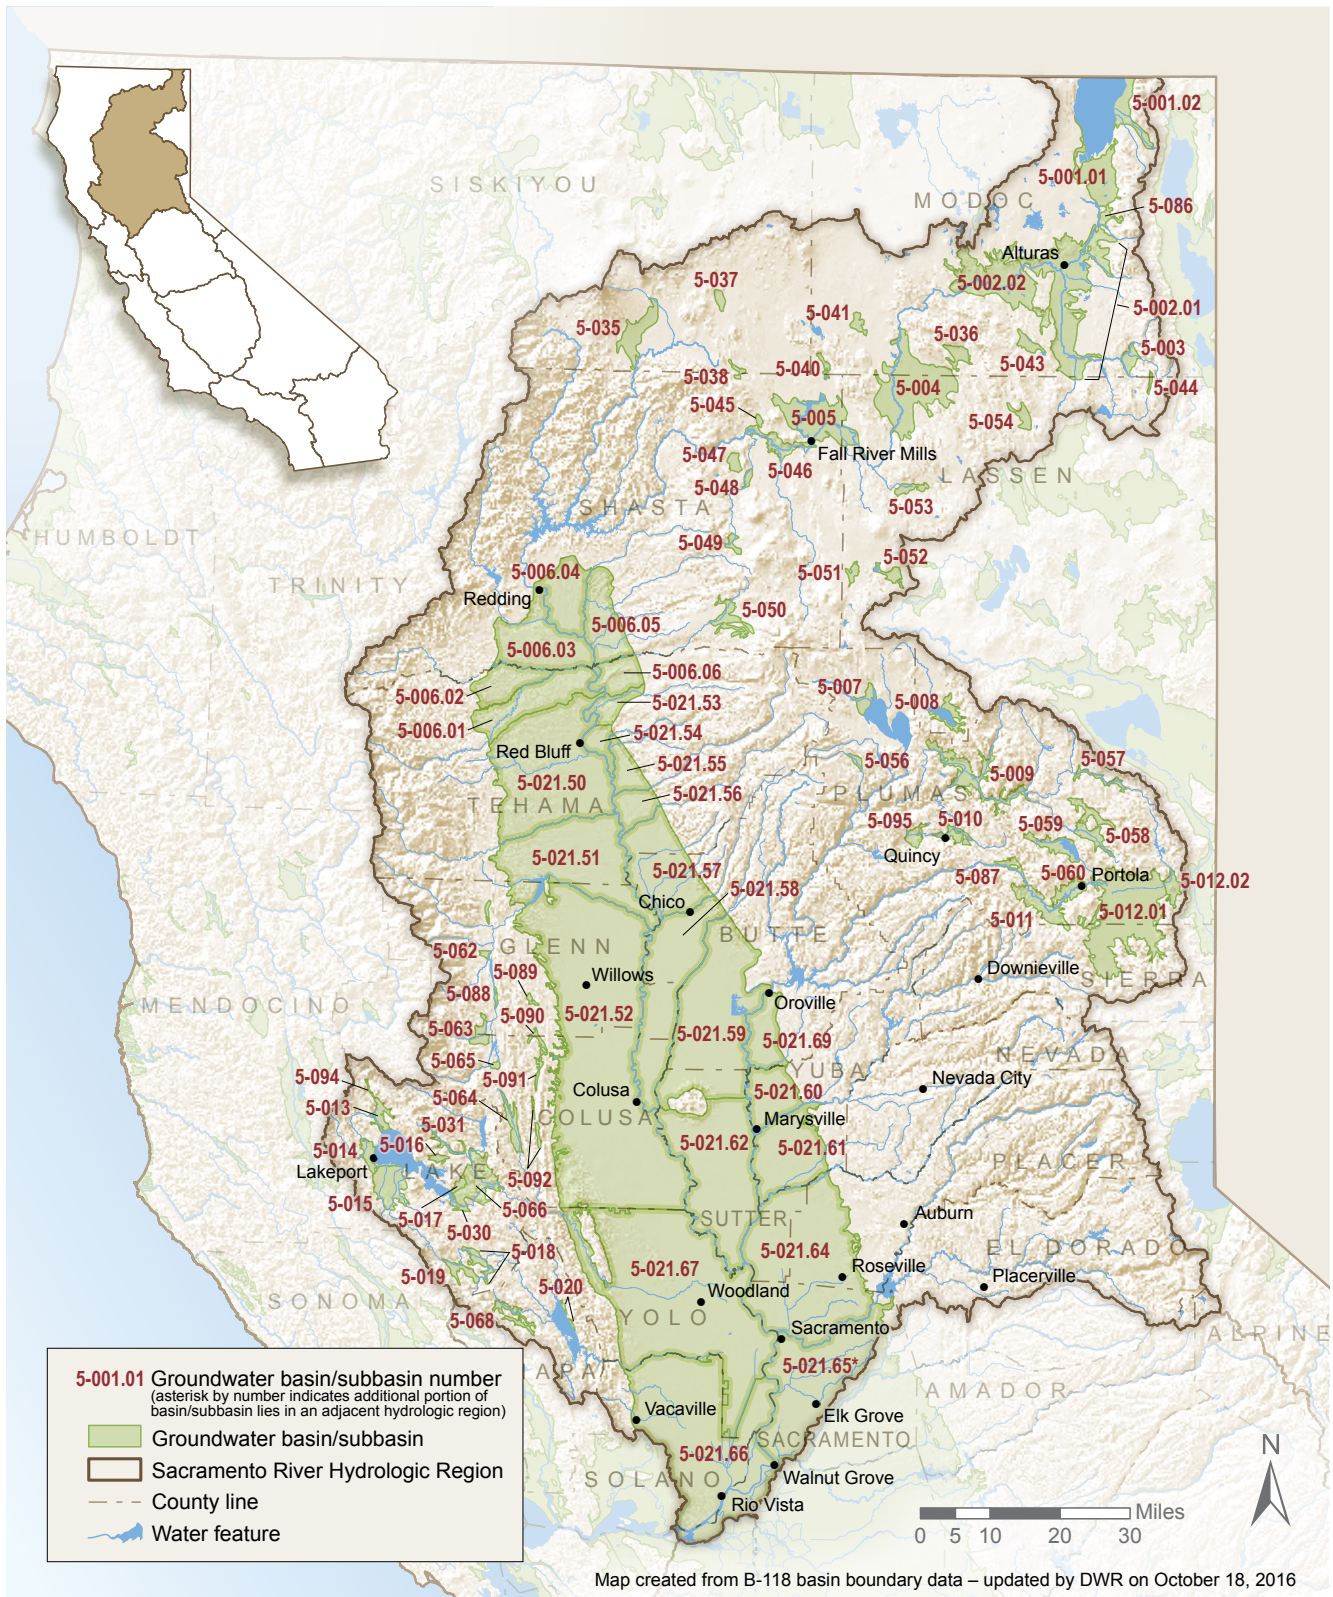 5-001.02
SISKIYOU
5-001.01
MODOC
5-086
Alturas
5-037
5-002.02
5-002.01
5-041
5-035
5-036
5-003
5-043
5-040
5-038
5-004
5-044
5-045
5-005
5-054
Fall River Mills
5-047
5-046
LASSEN
5-048
5-053
SHASTA
HUMBOLDT
5-049
5-052
5-006.04
5-051
TRINITY
Redding
5-050
5-006.05
5-006.03
5-006.06
5-007
5-006.02
5-021.53
5-008
5-006.01
5-021.54
Red Bluff
5-021.55
5-056
5-057
5-009
5-021.50
5-021.56
PLUMAS
TEHAMA
5-095
5-010
5-059
5-058
Quincy
5-021.51
5-021.57
5-087
5-060
Portola
5-012.02
5-021.58
Chico
5-011
5-012.01
BUTTE
GLENN
5-062
5-089
Willows
Downieville
SIERRA
5-088
Oroville
MENDOCINO
5-090
5-021.52
5-063
5-021.59
5-021.69
5-065
NEVADA
5-094
5-091
YUBA
Nevada City
5-064
5-021.60
5-013
Colusa
COLUSA
Marysville
5-031
5-016
5-014
5-021.62
5-021.61
Lakeport
LAKE
PLACER
5-092
5-015
5-066
5-017
5-030
SUTTER
Auburn
5-018
5-021.64
EL DORADO
5-019
5-021.67
Roseville
5-020
Woodland
Placerville
SONOMA
5-068
YOLO
Sacramento
ALPINE
5-021.65*
NAPA
AMADOR
Vacaville
Elk Grove
5-021.66
SACRAMENTO
SOLANO
Walnut Grove
Rio Vista
5-001.01 Groundwater basin/subbasin number
(asterisk by number indicates additional portion of
basin/subbasin lies in an adjacent hydrologic region)
Groundwater basin/subbasin
Sacramento River Hydrologic Region
County line
Water feature
N
Miles
0 5 10 20 30
Map created from B-118 basin boundary data – updated by DWR on October 18, 2016